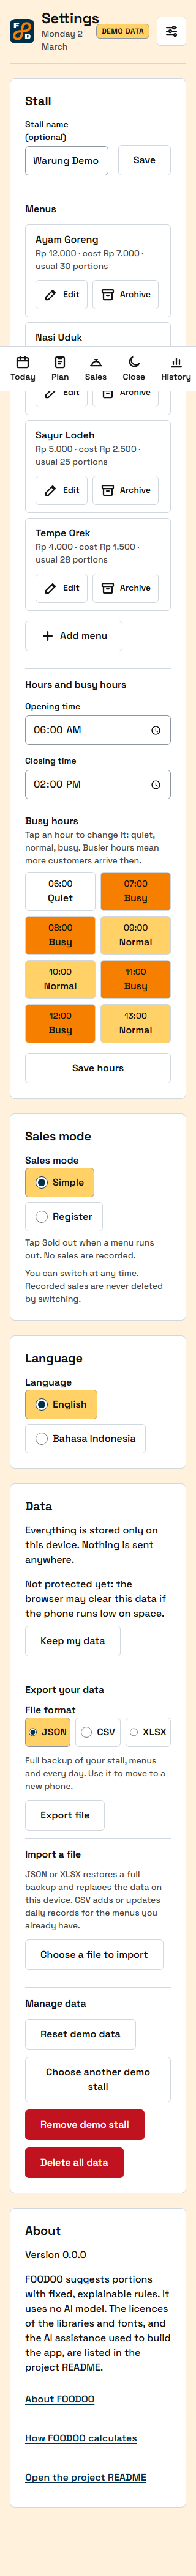 FD
Settings
Monday 2
March
DEMO DATA
Stall
Stall name
(optional)
Warung Demo
Save
Menus
Ayam Goreng
Rp 12.000 · cost Rp 7.000 ·
usual 30 portions
Edit
Archive
Nasi Uduk
Today
Plan
Sales
Close
History
Edit
Archive
Sayur Lodeh
Rp 5.000 · cost Rp 2.500 ·
usual 25 portions
Edit
Archive
Tempe Orek
Rp 4.000 · cost Rp 1.500 ·
usual 28 portions
Edit
Archive
Add menu
Hours and busy hours
Opening time
06:00 AM
Closing time
02:00 PM
Busy hours
Tap an hour to change it: quiet,
normal, busy. Busier hours mean
more customers arrive then.
06:00
Quiet
07:00
Busy
08:00
Busy
09:00
Normal
10:00
Normal
11:00
Busy
12:00
Busy
13:00
Normal
Save hours
Sales mode
Sales mode
Simple
Register
Tap Sold out when a menu runs
out. No sales are recorded.
You can switch at any time.
Recorded sales are never deleted
by switching.
Language
Language
English
Bahasa Indonesia
Data
Everything is stored only on
this device. Nothing is sent
anywhere.
Not protected yet: the
browser may clear this data if
the phone runs low on space.
Keep my data
Export your data
File format
JSON
CSV
XLSX
Full backup of your stall, menus
and every day. Use it to move to a
new phone.
Export file
Import a file
JSON or XLSX restores a full
backup and replaces the data on
this device. CSV adds or updates
daily records for the menus you
already have.
Choose a file to import
Manage data
Reset demo data
Choose another demo
stall
Remove demo stall
Delete all data
About
Version 0.0.0
FOODOO suggests portions
with fixed, explainable rules. It
uses no AI model. The licences
of the libraries and fonts, and
the AI assistance used to build
the app, are listed in the
project README.
About FOODOO
How FOODOO calculates
Open the project README